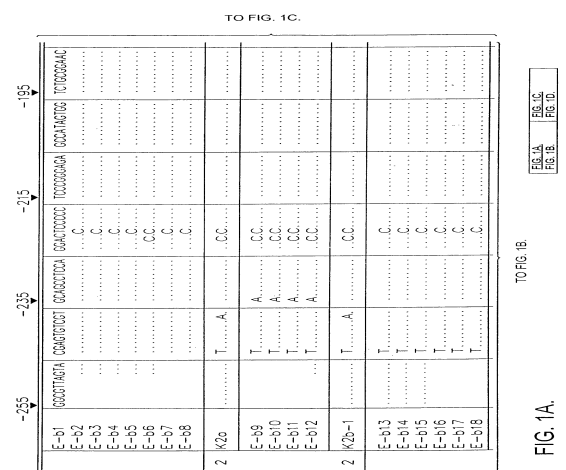 TO FIG. 1C.
-255 -235 -215 -195
E-b1 GGCGTTAGTA CGAGTGTCGT GCAGCCTCCA GGACTCCCCC TCCCGGGAGA GCCATAGTGG TCTGCGGAAC
E-b2 ... .......... .......... ...C...... .......... .......... ..........
E-b3 ... .......... .......... ...C...... .......... .......... ..........
E-b4 ... .......... .......... ...C...... .......... .......... ..........
E-b5 ... .......... .......... ...C...... .......... .......... ..........
E-b6 ... .......... .......... ..C.C..... .......... .......... ..........
E-b7 .......... .......... ...C...... .......... .......... ..........
E-b8 .......... .......... ...C...... .......... .......... ..........
2 K2a .......... T.......A. .......... ..C.C..... .......... .......... ..........
E-b9 T......... A......... ..C.C..... .......... .......... ..........
E-b10 T......... A......... ..C.C..... .......... .......... ..........
E-b11 T......... A......... ..C.C..... .......... .......... ..........
E-b12 .......... A......... ..C.C..... .......... .......... ..........
2 K2b-1 .......... T.......A. .......... ..C.C..... .......... .......... ..........
E-b13 .......... T......... .......... ...C...... .......... .......... ..........
E-b14 .......... T......... .......... ...C...... .......... .......... ..........
E-b15 .......... T......... .......... ...C...... .......... .......... ..........
E-b16 T......... .......... ...C...... .......... .......... ..........
E-b17 T......... .......... ...C...... .......... .......... ..........
E-b18 T......... .......... ...C...... .......... .......... ..........
TO FIG. 1B.
FIG. 1A. FIG. 1C.
FIG. 1B. FIG. 1D.
FIG. 1A.